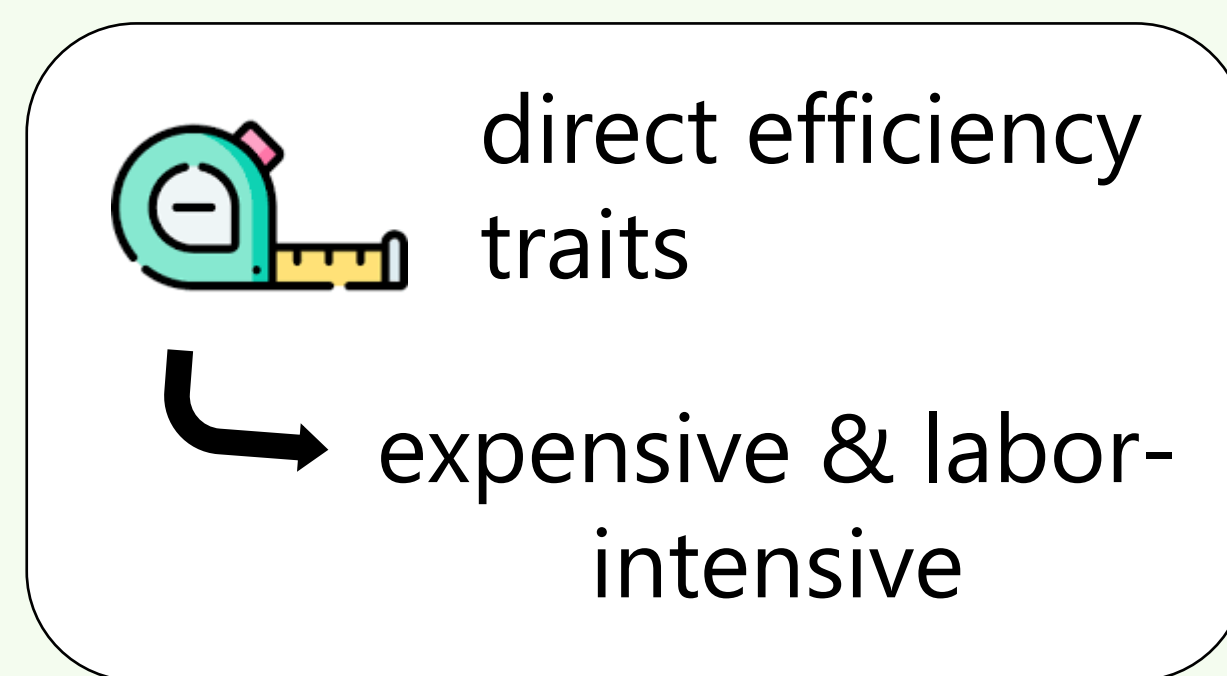 direct efficiency
traits
expensive & labor-
intensive